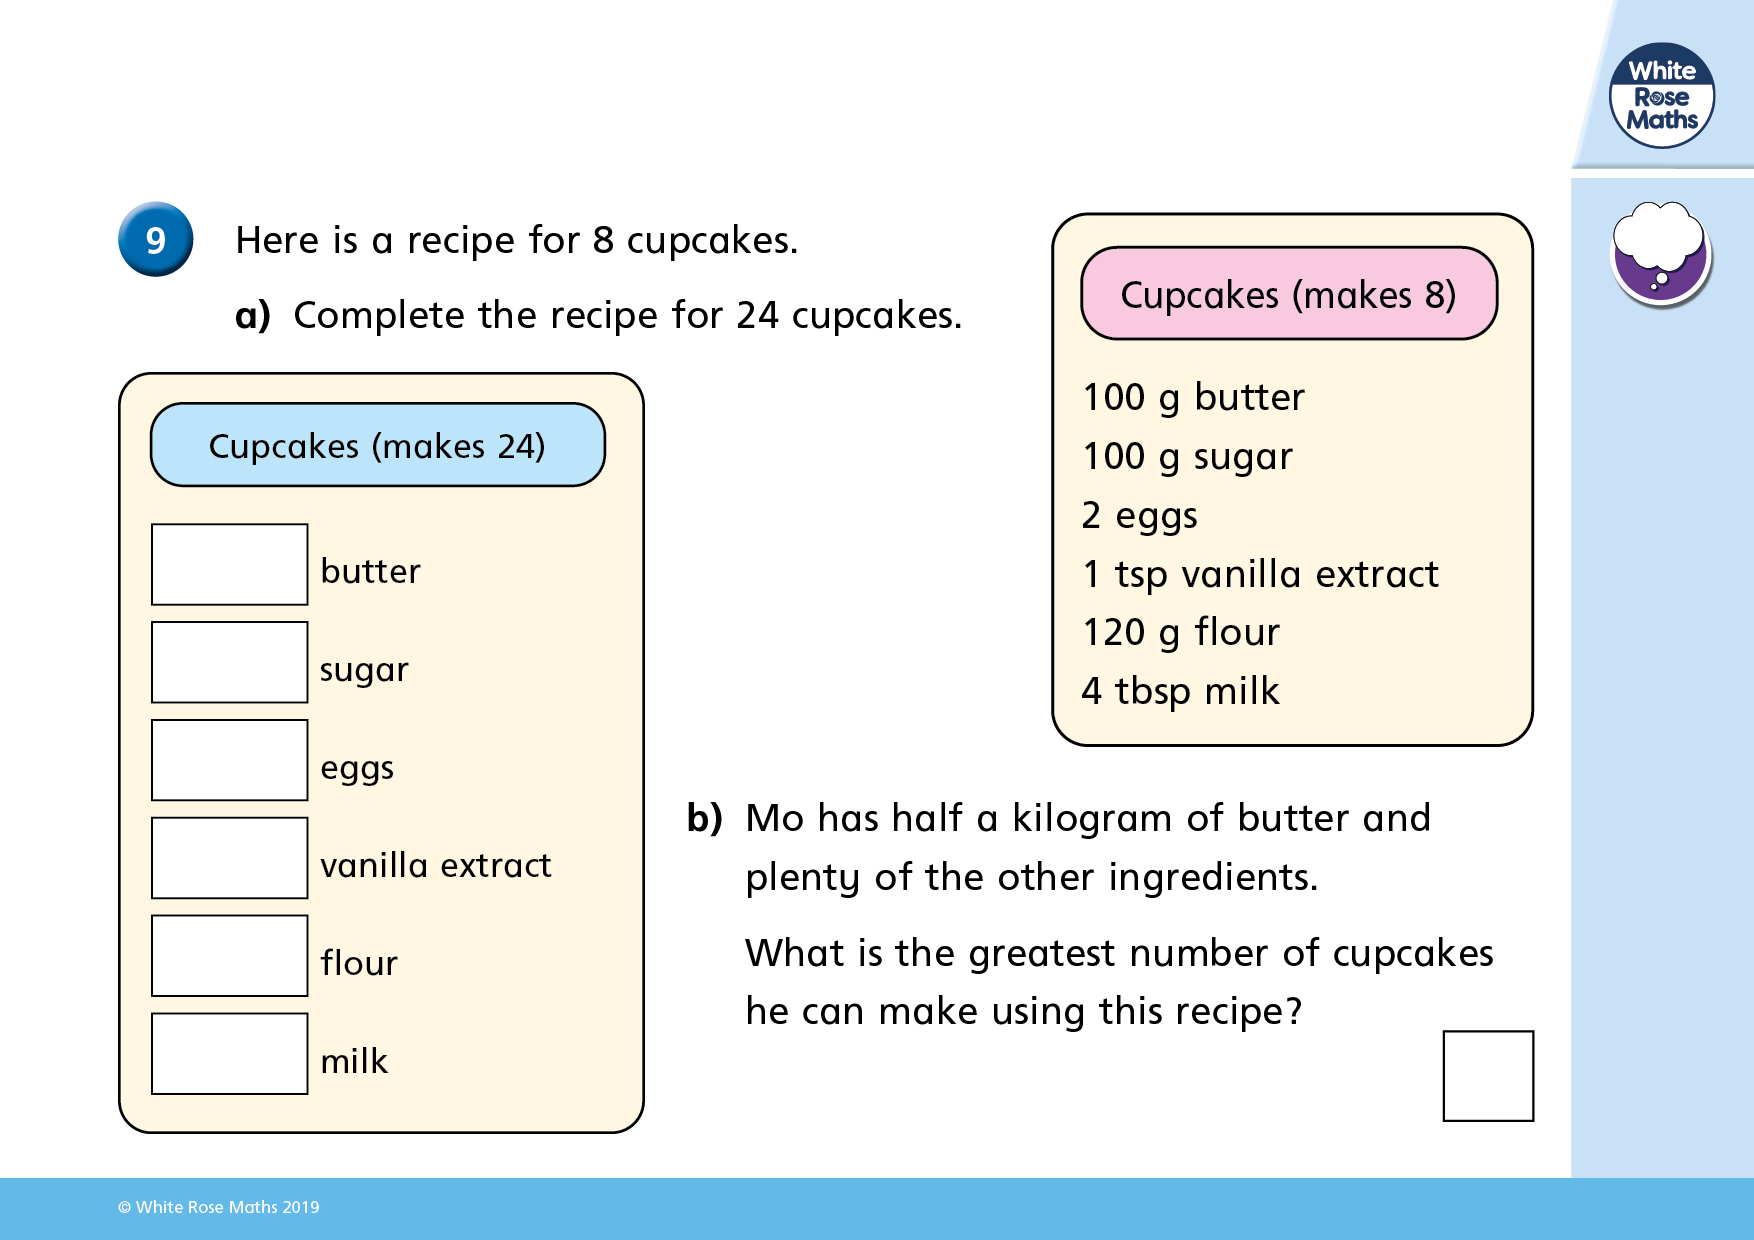 White
Rose
Maths
9 Here is a recipe for 8 cupcakes.
a) Complete the recipe for 24 cupcakes.
Cupcakes (makes 8)
100 g butter
100 g sugar
2 eggs
1 tsp vanilla extract
120 g flour
4 tbsp milk
Cupcakes (makes 24)
butter
sugar
eggs
vanilla extract
flour
milk
b) Mo has half a kilogram of butter and
plenty of the other ingredients.
What is the greatest number of cupcakes
he can make using this recipe?
© White Rose Maths 2019